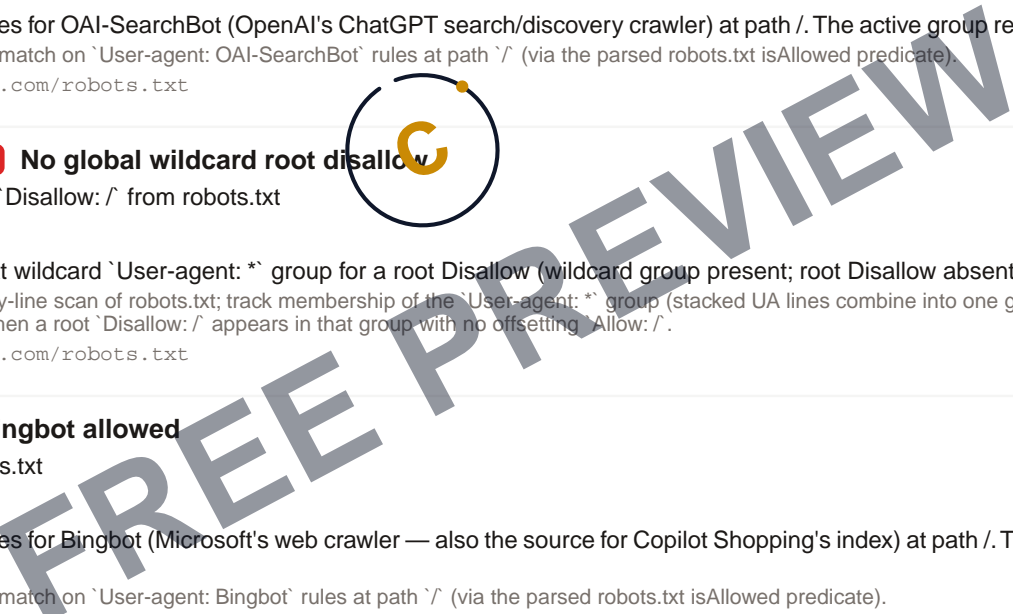 es for OAI-SearchBot (OpenAI's ChatGPT search/discovery crawler) at path /. The active group re
match on `User-agent: OAI-SearchBot` rules at path `/` (via the parsed robots.txt isAllowed predicate).
.com/robots.txt
No global wildcard root disallow
C
`Disallow: /` from robots.txt
t wildcard `User-agent: *` group for a root Disallow (wildcard group present; root Disallow absent
y-line scan of robots.txt; track membership of the `User-agent: *` group (stacked UA lines combine into one g
hen a root `Disallow: /` appears in that group with no offsetting `Allow: /`.
.com/robots.txt
ngbot allowed
s.txt
es for Bingbot (Microsoft's web crawler — also the source for Copilot Shopping's index) at path /. T
match on `User-agent: Bingbot` rules at path `/` (via the parsed robots.txt isAllowed predicate).
FREE PREVIEW